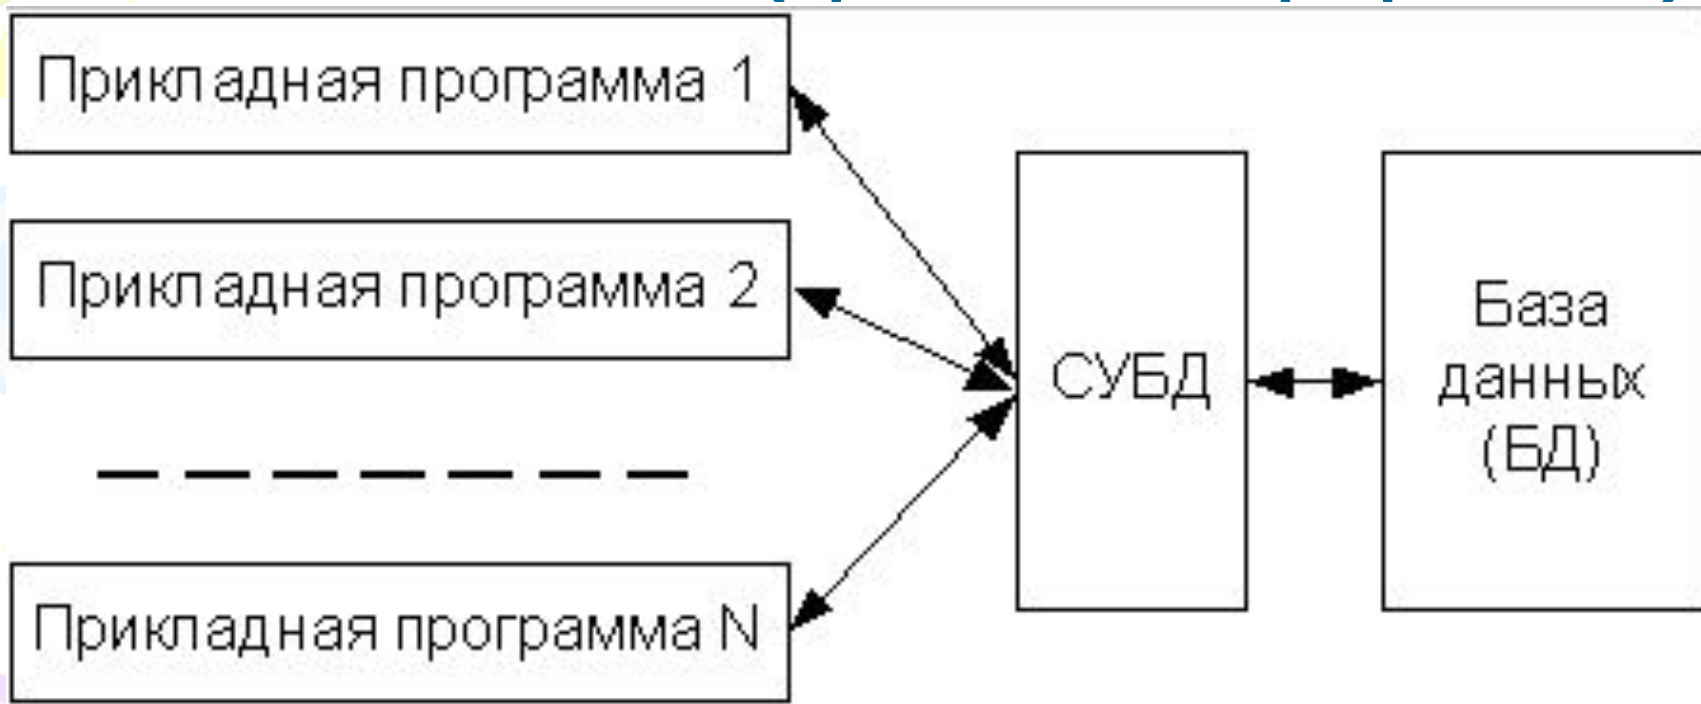 Прикладная программа 1
Прикладная программа 2
Прикладная программа N
СУБД
База
данных
(БД)